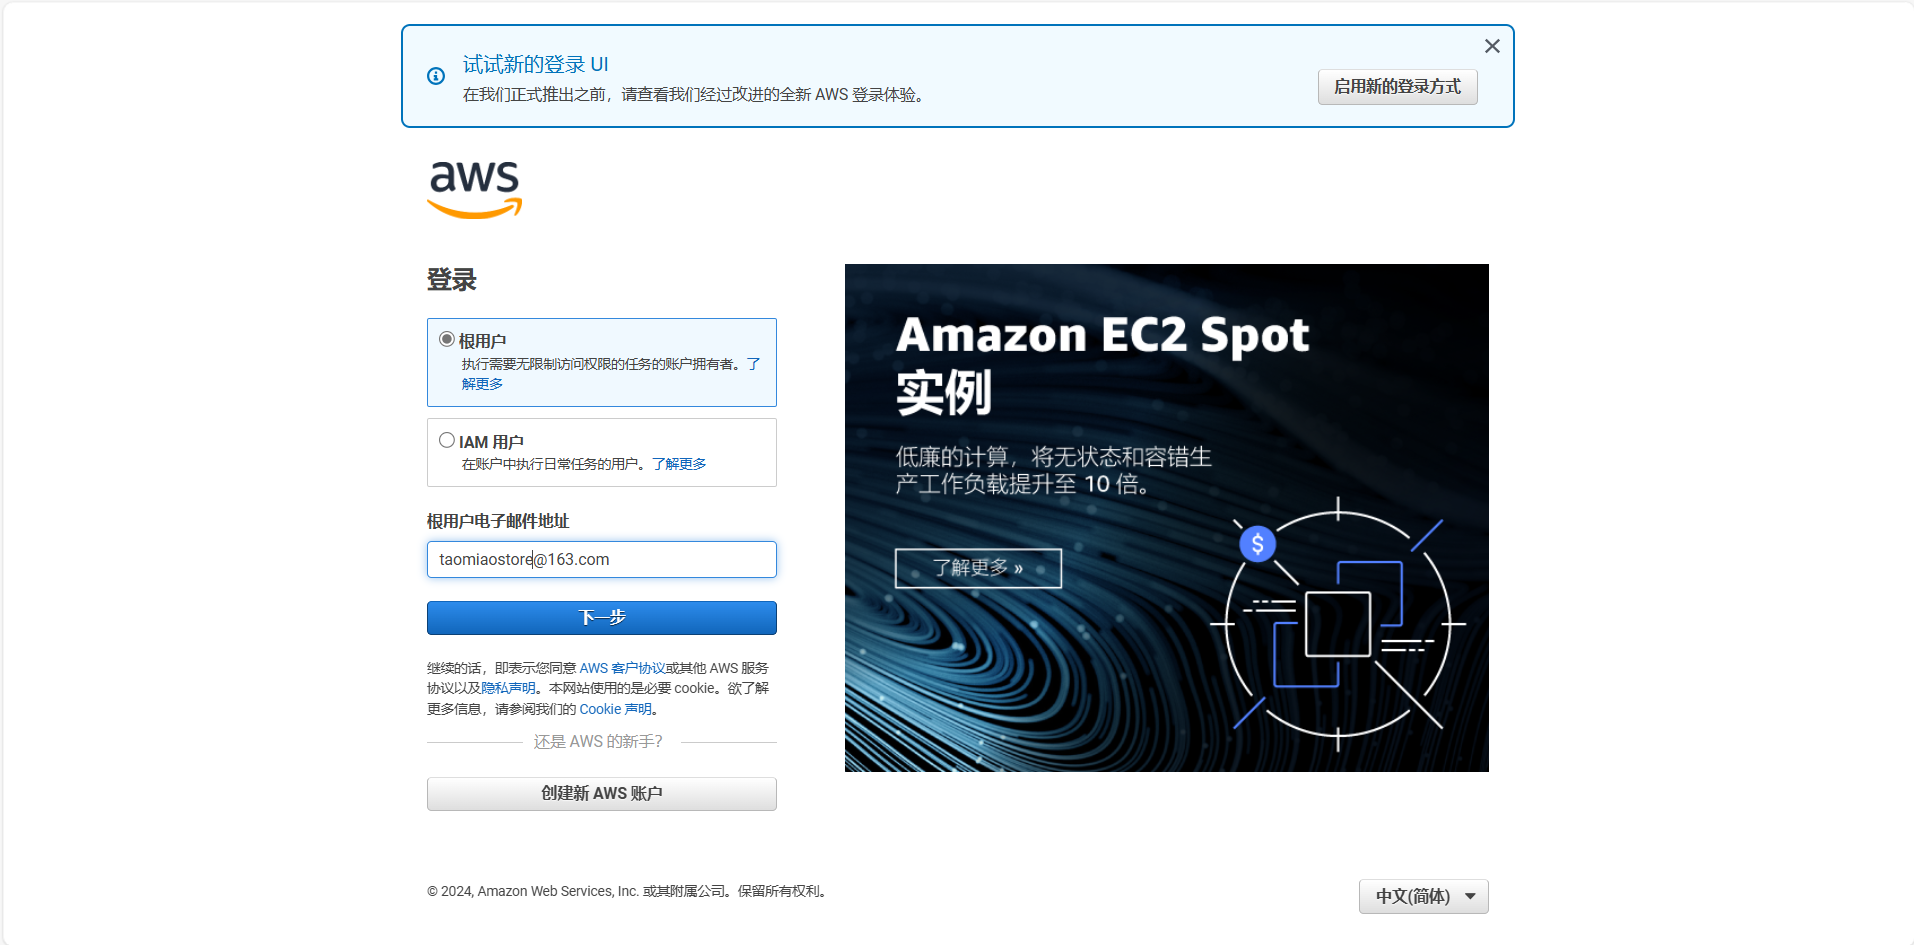 试试新的登录 UI
在我们正式推出之前，请查看我们经过改进的全新 AWS 登录体验。
启用新的登录方式
aws
登录
根用户
执行需要无限制访问权限的任务的账户拥有者。了
解更多
IAM 用户
在账户中执行日常任务的用户。了解更多
根用户电子邮件地址
taomiaostore@163.com
下一步
继续的话，即表示您同意 AWS 客户协议或其他 AWS 服务
协议以及隐私声明。本网站使用的是必要 cookie。欲了解
更多信息，请参阅我们的 Cookie 声明。
还是 AWS 的新手？
创建新 AWS 账户
Amazon EC2 Spot
实例
低廉的计算，将无状态和容错生
产工作负载提升至 10 倍。
了解更多 »
$
© 2024, Amazon Web Services, Inc. 或其附属公司。保留所有权利。
中文(简体)